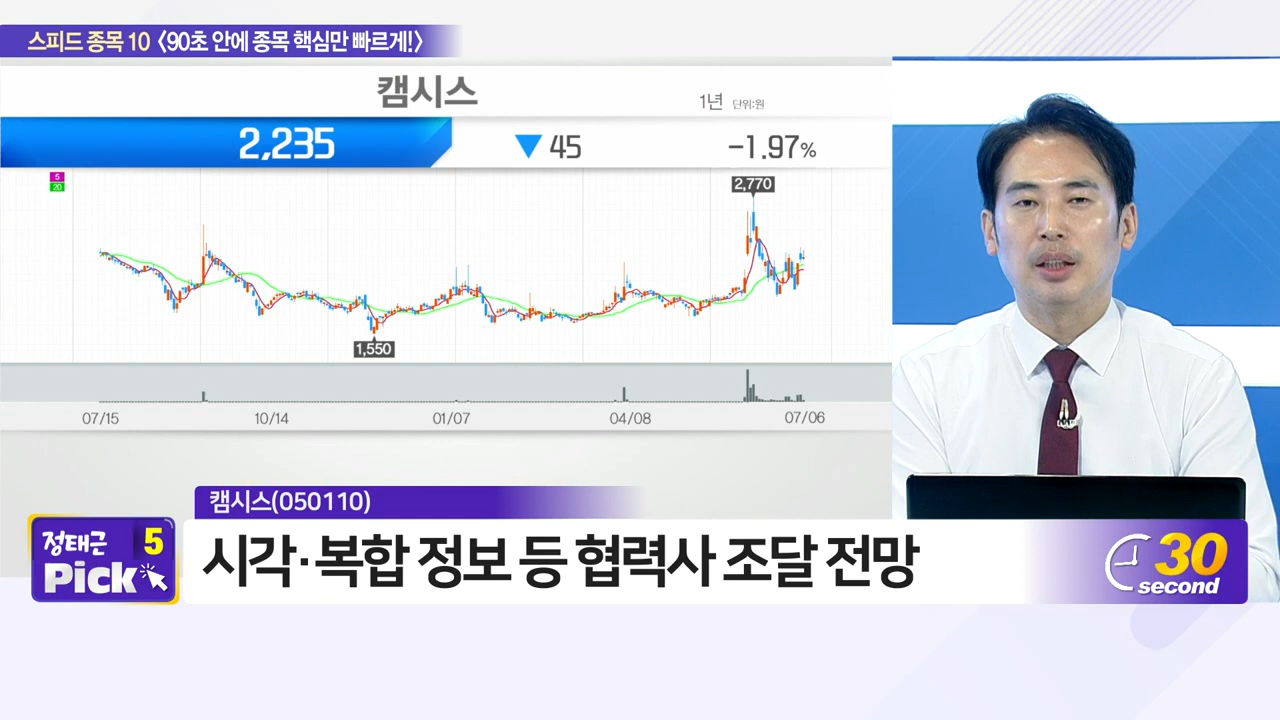 스피드 종목 10 〈90초 안에 종목 핵심만 빠르게!〉
캠시스
1년 단위:원
2,235 ▼45 -1.97%
5
20
2,770
1,550
07/15 10/14 01/07 04/08 07/06
캠시스(050110)
정태근 5
Pick
시각·복합 정보 등 협력사 조달 전망
30
second